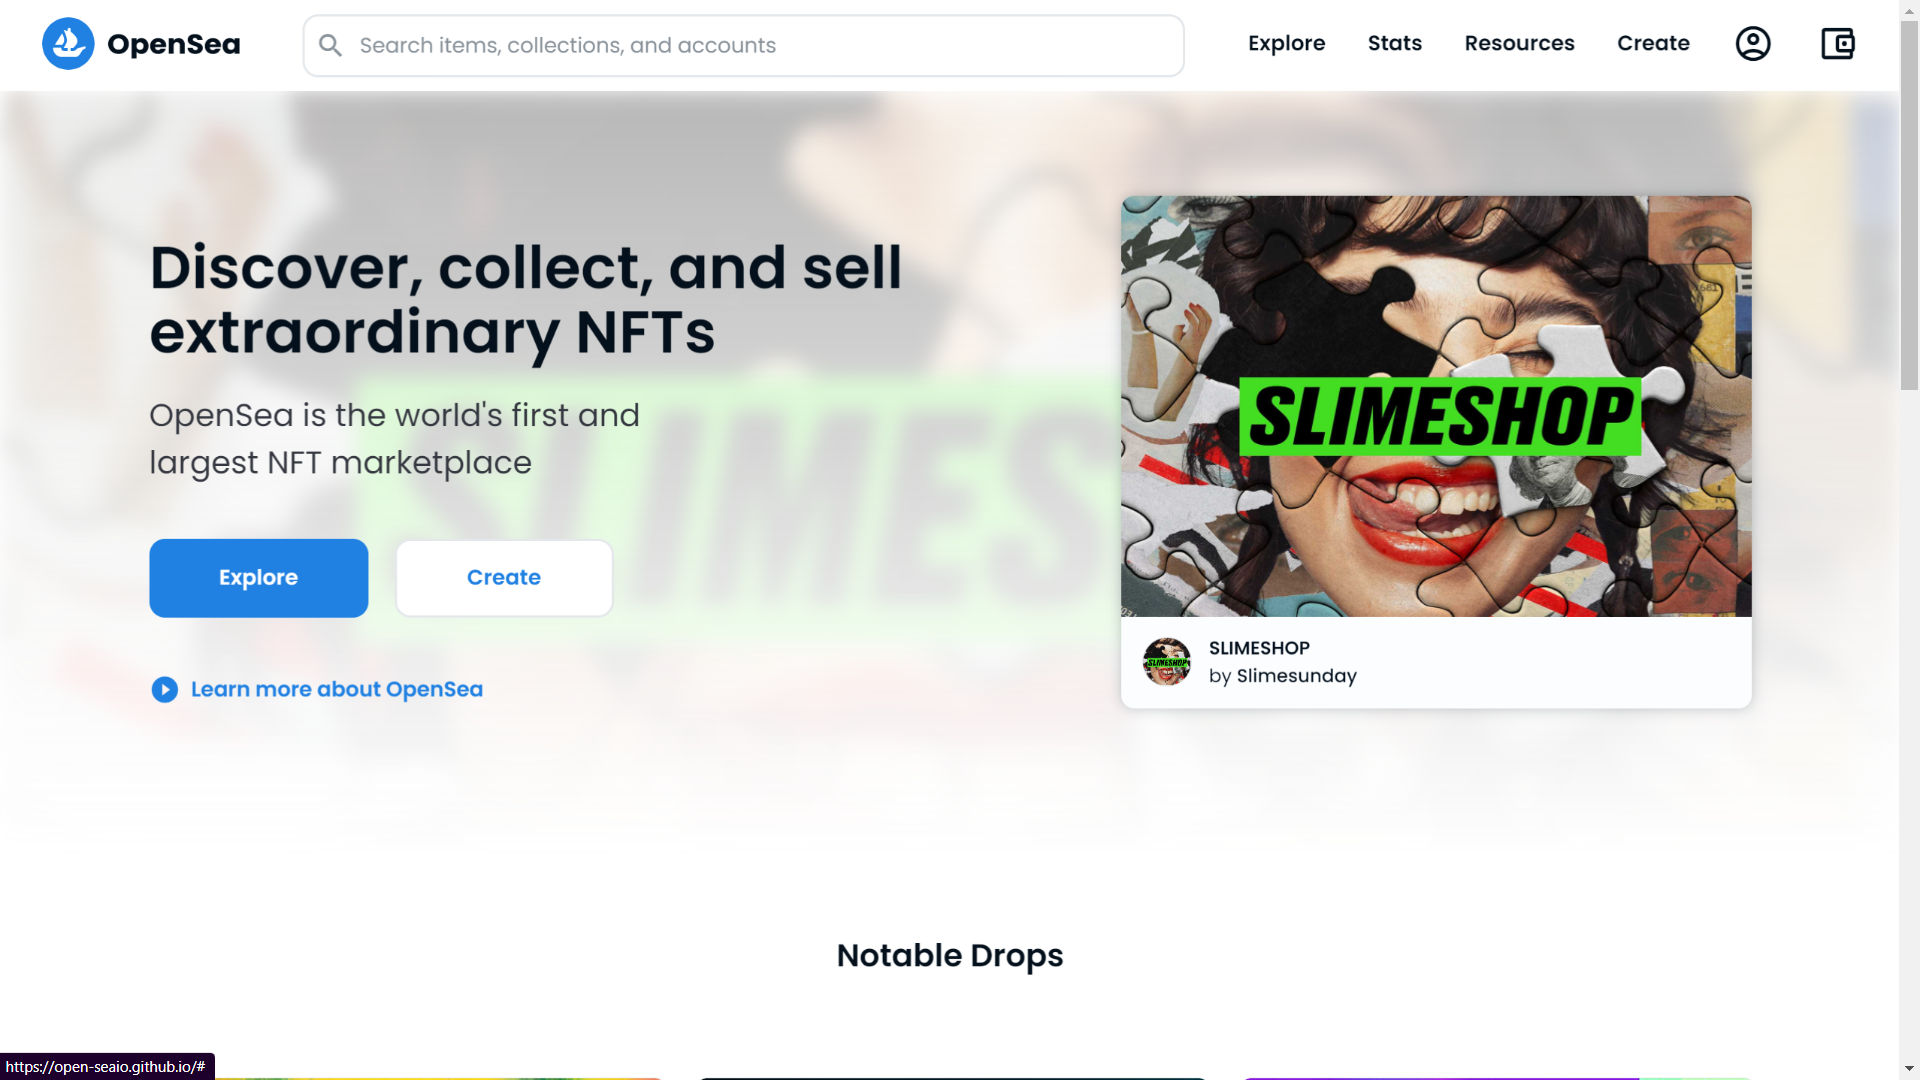 OpenSea
Search items, collections, and accounts
Explore
Stats
Resources
Create
Discover, collect, and sell
extraordinary NFTs
OpenSea is the world's first and
largest NFT marketplace
Explore
Create
Learn more about OpenSea
SLIMES
SLIMESHOP
SLIMESHOP
SLIMESHOP
by Slimesunday
Notable Drops
https://open-seaio.github.io/#